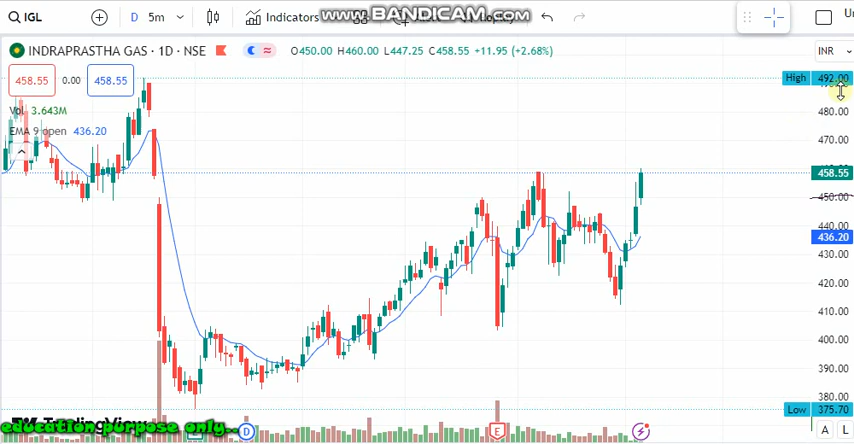 IGL
D
5m
Indicators
www.BANDICAM.com
INDRAPRASTHA GAS · 1D · NSE
O450.00 H460.00 L447.25 C458.55 +11.95 (+2.68%)
INR
458.55
0.00
458.55
Vol 3.643M
EMA 9 open 436.20
High 492.00
480.00
470.00
458.55
450.00
436.20
430.00
420.00
410.00
400.00
390.00
380.00
Low 375.70
TradingView
education purpose only...
D
E
A
L